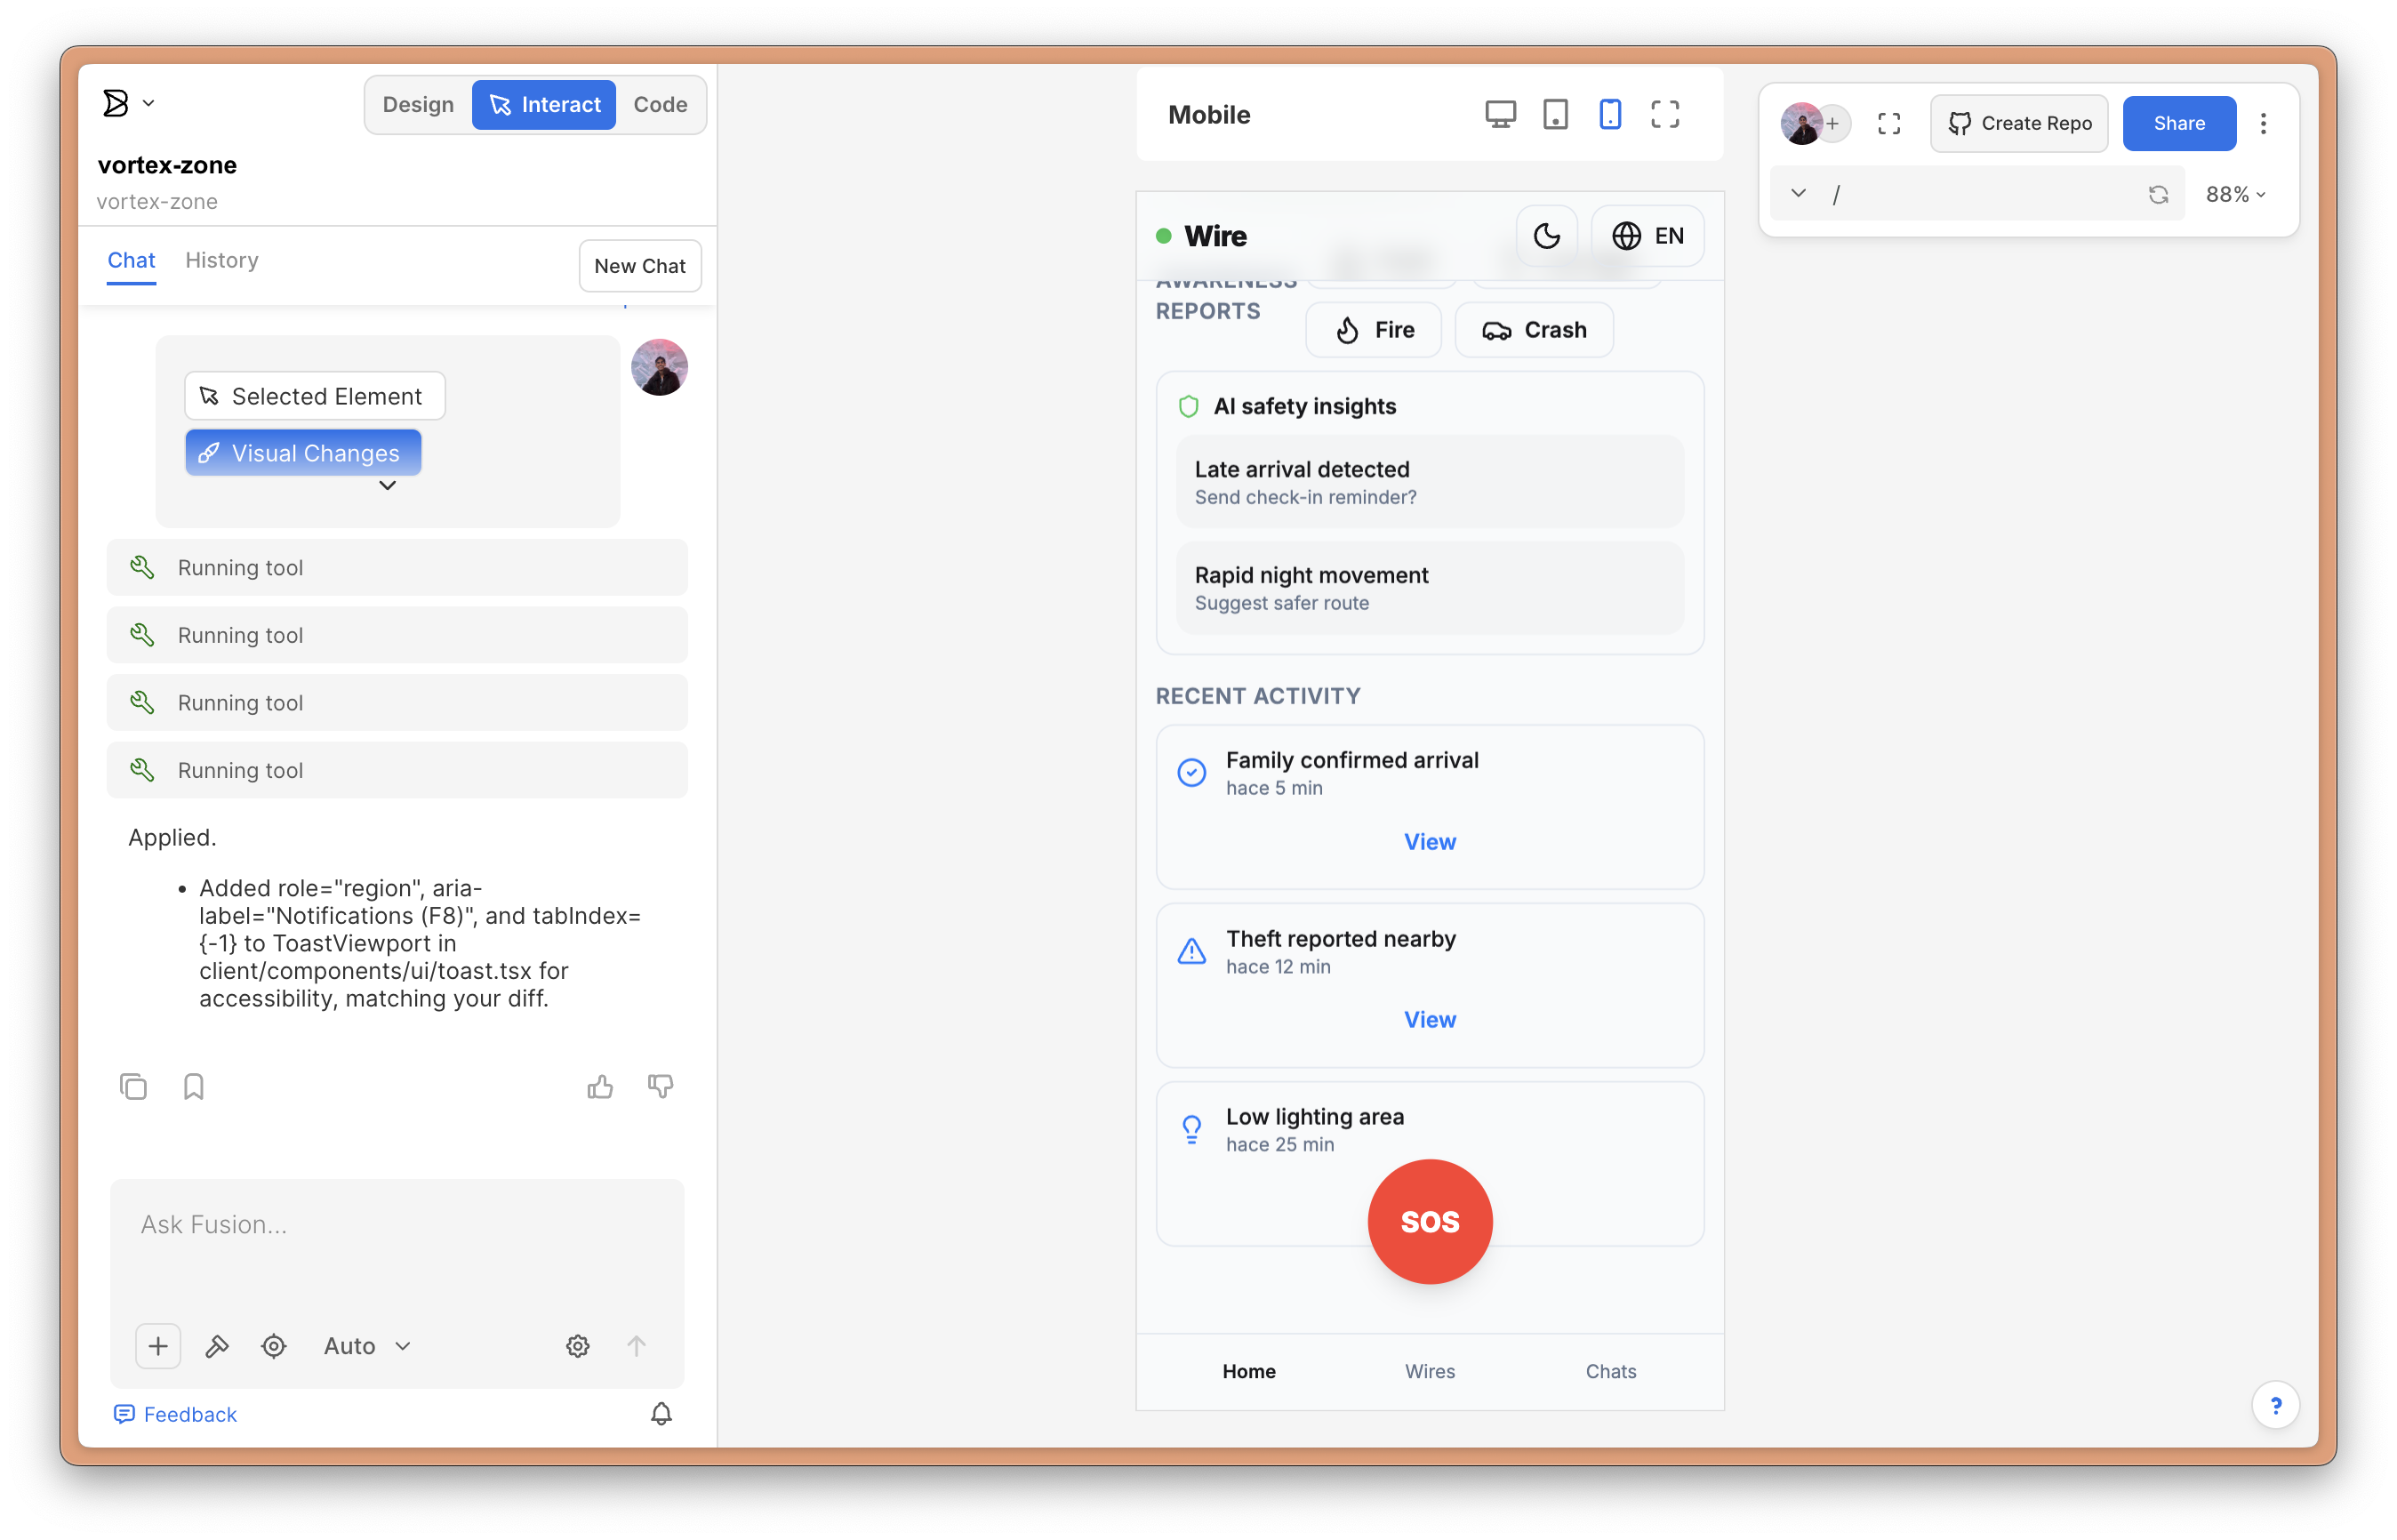 Design
Interact
Code
vortex-zone
vortex-zone
Chat
History
New Chat
Selected Element
Visual Changes
Running tool
Running tool
Running tool
Running tool
Applied.
• Added role="region", aria-
label="Notifications (F8)", and tabIndex=
{-1} to ToastViewport in
client/components/ui/toast.tsx for
accessibility, matching your diff.
Ask Fusion...
Auto
Feedback
Mobile
Wire
EN
AWARENESS
REPORTS
Fire
Crash
AI safety insights
Late arrival detected
Send check-in reminder?
Rapid night movement
Suggest safer route
RECENT ACTIVITY
Family confirmed arrival
hace 5 min
View
Theft reported nearby
hace 12 min
View
Low lighting area
hace 25 min
SOS
Home
Wires
Chats
Create Repo
Share
/
88%
?